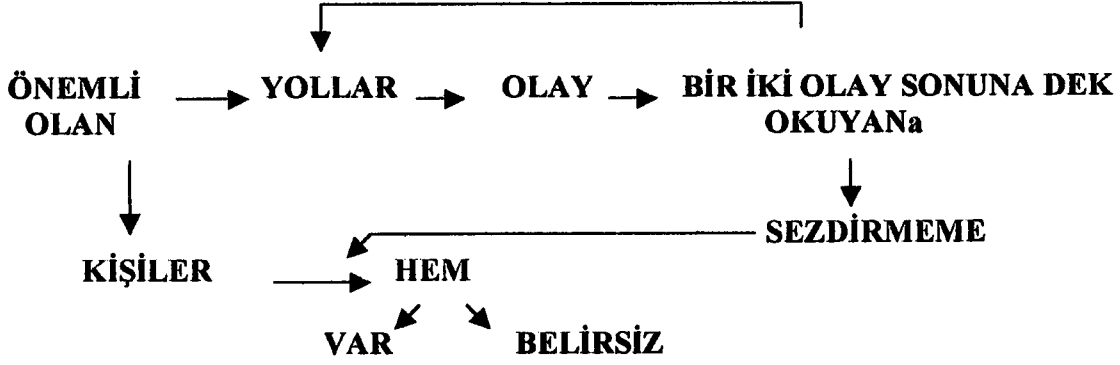 ÖNEMLİ OLAN
YOLLAR
OLAY
BİR İKİ OLAY SONUNA DEK
OKUYANa
SEZDİRMEME
KİŞİLER
HEM
VAR
BELİRSİZ